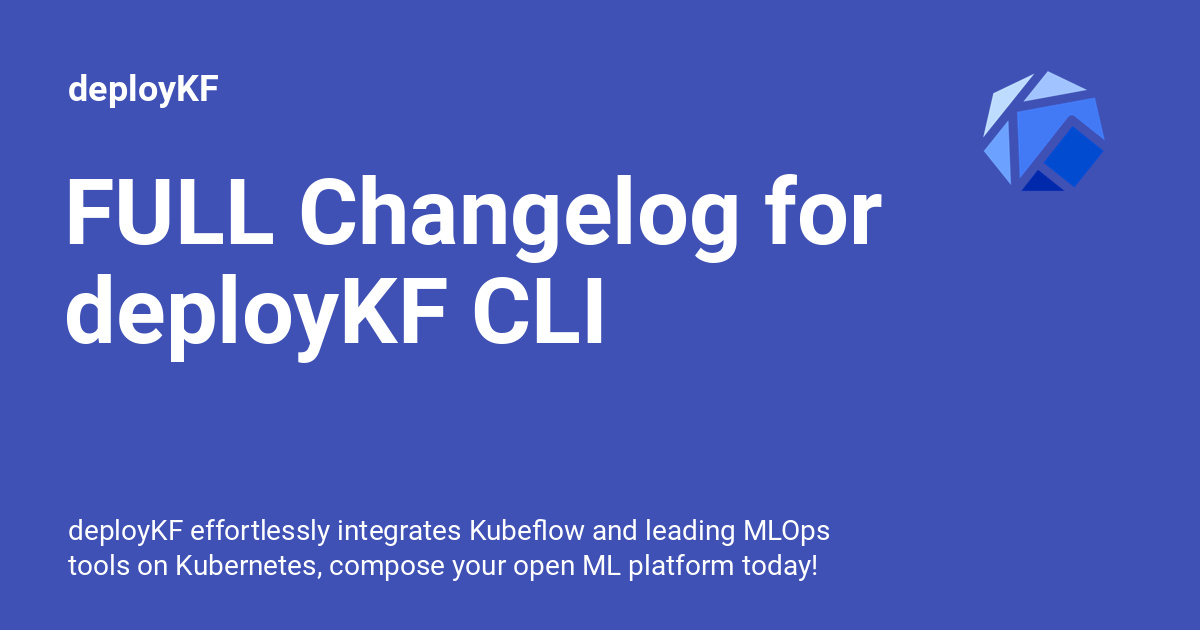 deployKF
FULL Changelog for
deployKF CLI
deployKF effortlessly integrates Kubeflow and leading MLOps
tools on Kubernetes, compose your open ML platform today!